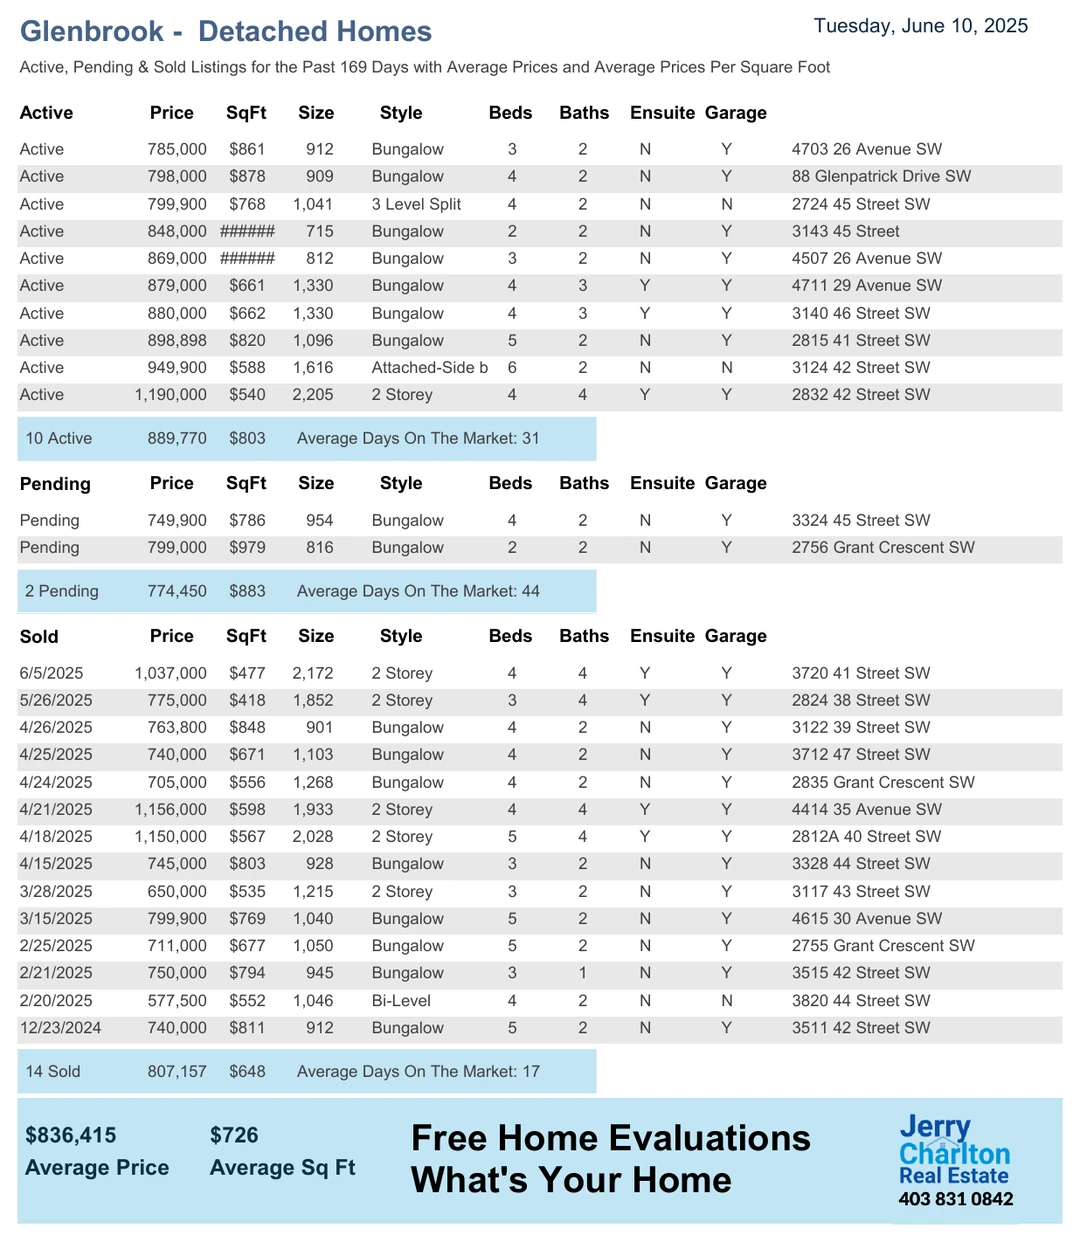 Glenbrook - Detached Homes
Tuesday, June 10, 2025
Active, Pending & Sold Listings for the Past 169 Days with Average Prices and Average Prices Per Square Foot
Active Price SqFt Size Style Beds Baths Ensuite Garage
Active 785,000 $861 912 Bungalow 3 2 N Y 4703 26 Avenue SW
Active 798,000 $878 909 Bungalow 4 2 N Y 88 Glenpatrick Drive SW
Active 799,900 $768 1,041 3 Level Split 4 2 N N 2724 45 Street SW
Active 848,000 ###### 715 Bungalow 2 2 N Y 3143 45 Street
Active 869,000 ###### 812 Bungalow 3 2 N Y 4507 26 Avenue SW
Active 879,000 $661 1,330 Bungalow 4 3 Y Y 4711 29 Avenue SW
Active 880,000 $662 1,330 Bungalow 4 3 Y Y 3140 46 Street SW
Active 898,898 $820 1,096 Bungalow 5 2 N Y 2815 41 Street SW
Active 949,900 $588 1,616 Attached-Side b 6 2 N N 3124 42 Street SW
Active 1,190,000 $540 2,205 2 Storey 4 4 Y Y 2832 42 Street SW
10 Active 889,770 $803 Average Days On The Market: 31
Pending Price SqFt Size Style Beds Baths Ensuite Garage
Pending 749,900 $786 954 Bungalow 4 2 N Y 3324 45 Street SW
Pending 799,000 $979 816 Bungalow 2 2 N Y 2756 Grant Crescent SW
2 Pending 774,450 $883 Average Days On The Market: 44
Sold Price SqFt Size Style Beds Baths Ensuite Garage
6/5/2025 1,037,000 $477 2,172 2 Storey 4 4 Y Y 3720 41 Street SW
5/26/2025 775,000 $418 1,852 2 Storey 3 4 Y Y 2824 38 Street SW
4/26/2025 763,800 $848 901 Bungalow 4 2 N Y 3122 39 Street SW
4/25/2025 740,000 $671 1,103 Bungalow 4 2 N Y 3712 47 Street SW
4/24/2025 705,000 $556 1,268 Bungalow 4 2 N Y 2835 Grant Crescent SW
4/21/2025 1,156,000 $598 1,933 2 Storey 4 4 Y Y 4414 35 Avenue SW
4/18/2025 1,150,000 $567 2,028 2 Storey 5 4 Y Y 2812A 40 Street SW
4/15/2025 745,000 $803 928 Bungalow 3 2 N Y 3328 44 Street SW
3/28/2025 650,000 $535 1,215 2 Storey 3 2 N Y 3117 43 Street SW
3/15/2025 799,900 $769 1,040 Bungalow 5 2 N Y 4615 30 Avenue SW
2/25/2025 711,000 $677 1,050 Bungalow 5 2 N Y 2755 Grant Crescent SW
2/21/2025 750,000 $794 945 Bungalow 3 1 N Y 3515 42 Street SW
2/20/2025 577,500 $552 1,046 Bi-Level 4 2 N N 3820 44 Street SW
12/23/2024 740,000 $811 912 Bungalow 5 2 N Y 3511 42 Street SW
14 Sold 807,157 $648 Average Days On The Market: 17
$836,415 $726
Average Price Average Sq Ft
Free Home Evaluations
What's Your Home
Jerry
Charlton
Real Estate
403 831 0842